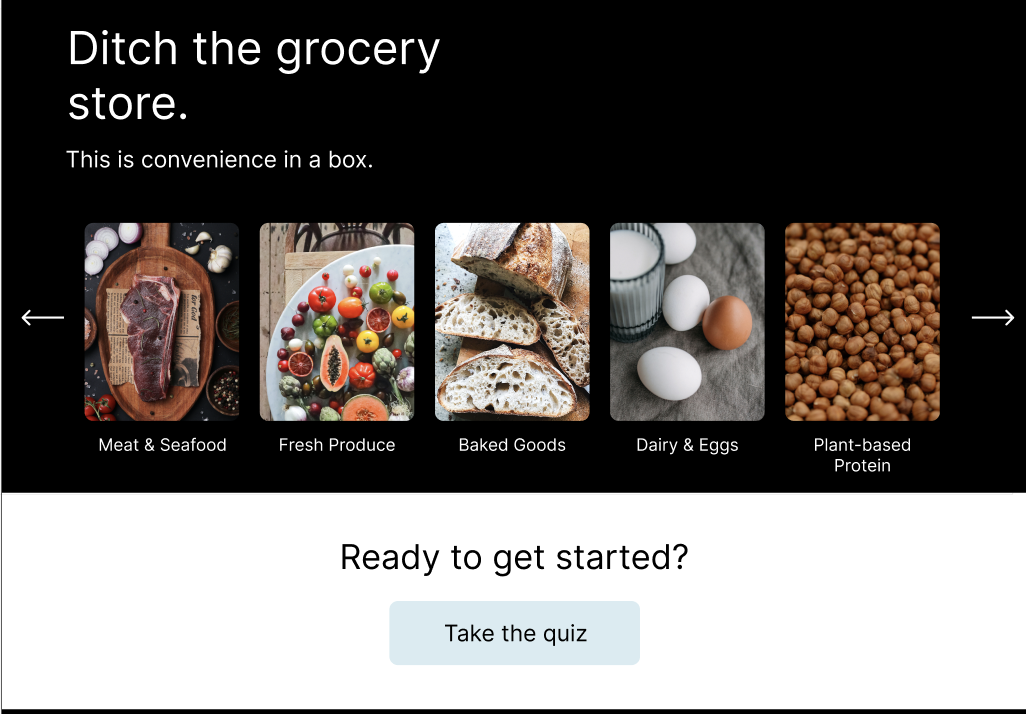 Ditch the grocery
store.
This is convenience in a box.
Meat & Seafood
Fresh Produce
Baked Goods
Dairy & Eggs
Plant-based
Protein
Ready to get started?
Take the quiz